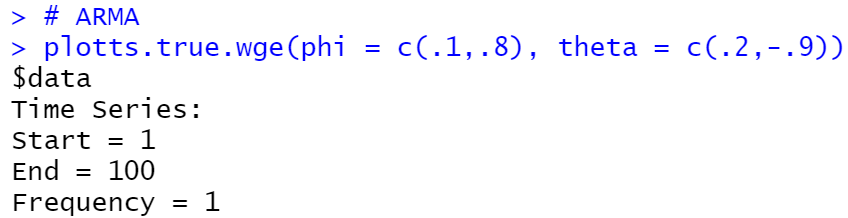 > # ARMA
> plotts.true.wge(phi = c(.1,.8), theta = c(.2,-.9))
$data
Time Series:
Start = 1
End = 100
Frequency = 1